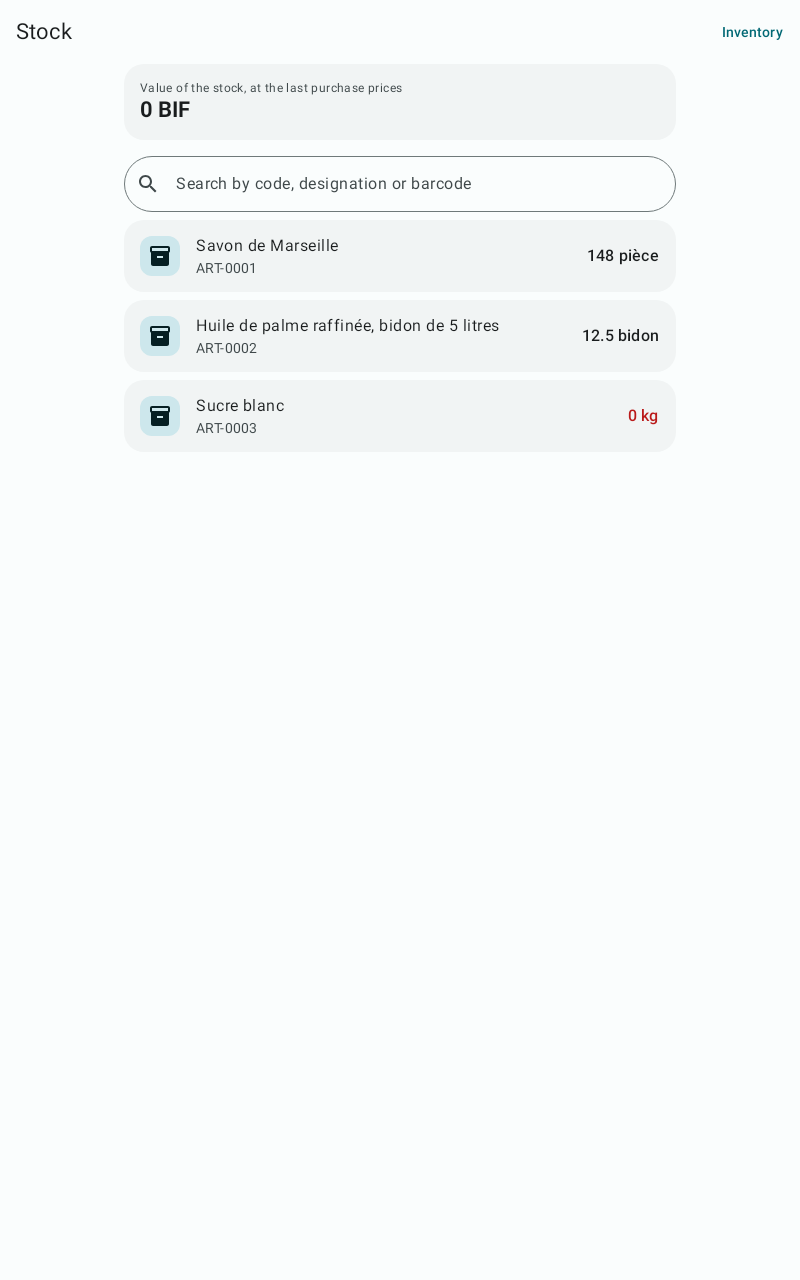 Stock
Inventory
Value of the stock, at the last purchase prices
0 BIF
Search by code, designation or barcode
Savon de Marseille
ART-0001
148 pièce
Huile de palme raffinée, bidon de 5 litres
ART-0002
12.5 bidon
Sucre blanc
ART-0003
0 kg